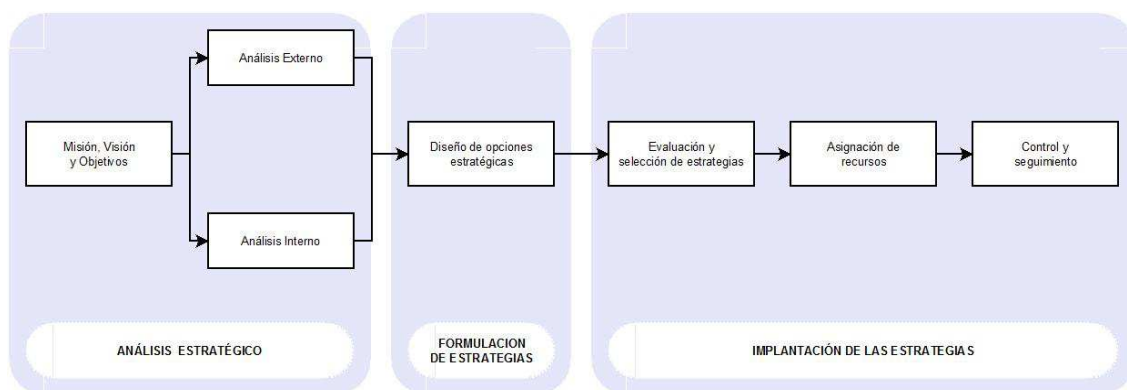 Análisis Externo
Misión, Visión
y Objetivos
Análisis Interno
Diseño de opciones
estratégicas
Evaluación y
selección de estrategias
Asignación de
recursos
Control y
seguimiento
ANÁLISIS ESTRATÉGICO
FORMULACION
DE ESTRATEGIAS
IMPLANTACIÓN DE LAS ESTRATEGIAS